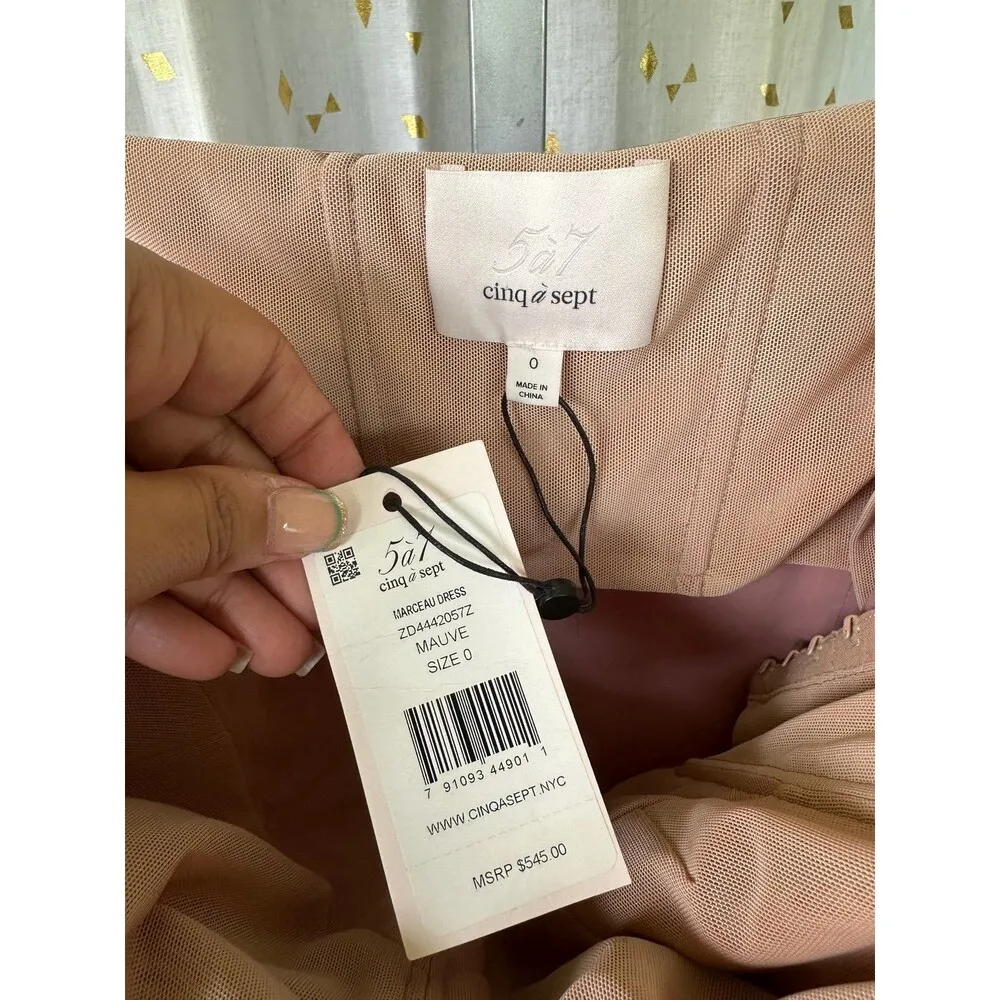 5à7
cinq à sept
0
MADE IN
CHINA
5à7
cinq à sept
MARCEAU DRESS
ZD4442057Z
MAUVE
SIZE 0
7 91093 44901 1
WWW.CINQASEPT.NYC
MSRP $545.00